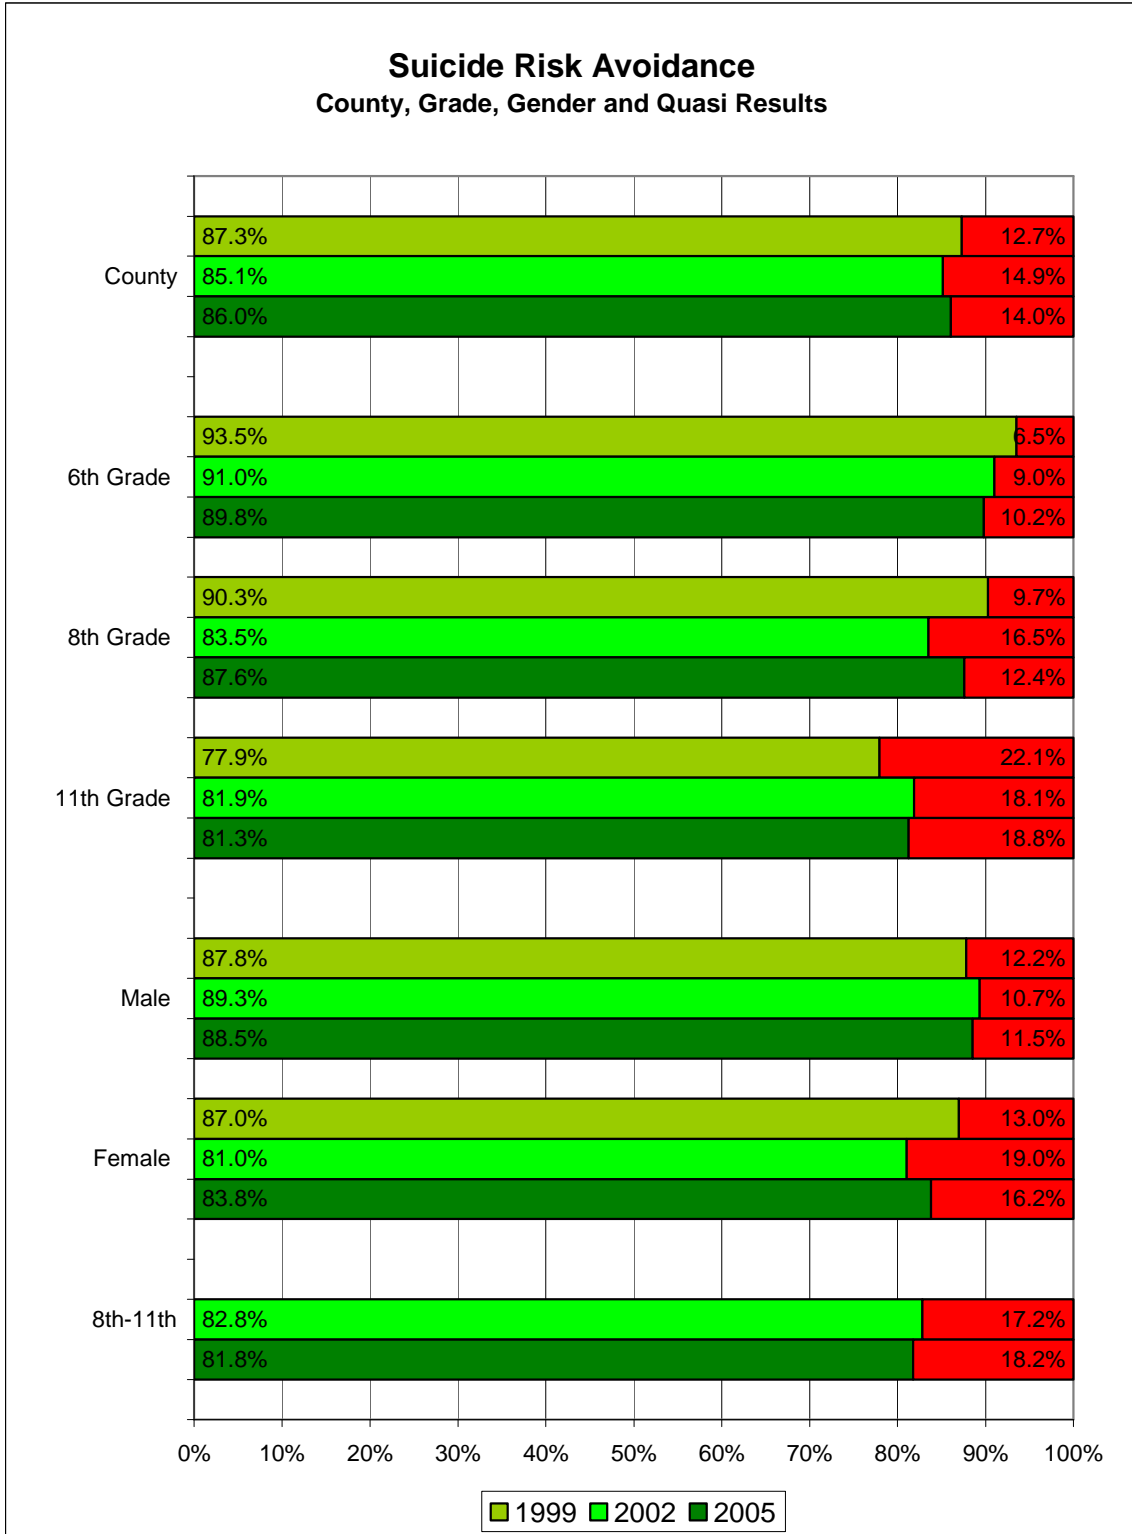 Suicide Risk Avoidance
County, Grade, Gender and Quasi Results
87.3% 12.7%
County 85.1% 14.9%
86.0% 14.0%
93.5% 6.5%
6th Grade 91.0% 9.0%
89.8% 10.2%
90.3% 9.7%
8th Grade 83.5% 16.5%
87.6% 12.4%
77.9% 22.1%
11th Grade 81.9% 18.1%
81.3% 18.8%
87.8% 12.2%
Male 89.3% 10.7%
88.5% 11.5%
87.0% 13.0%
Female 81.0% 19.0%
83.8% 16.2%
8th-11th 82.8% 17.2%
81.8% 18.2%
0% 10% 20% 30% 40% 50% 60% 70% 80% 90% 100%
1999 2002 2005